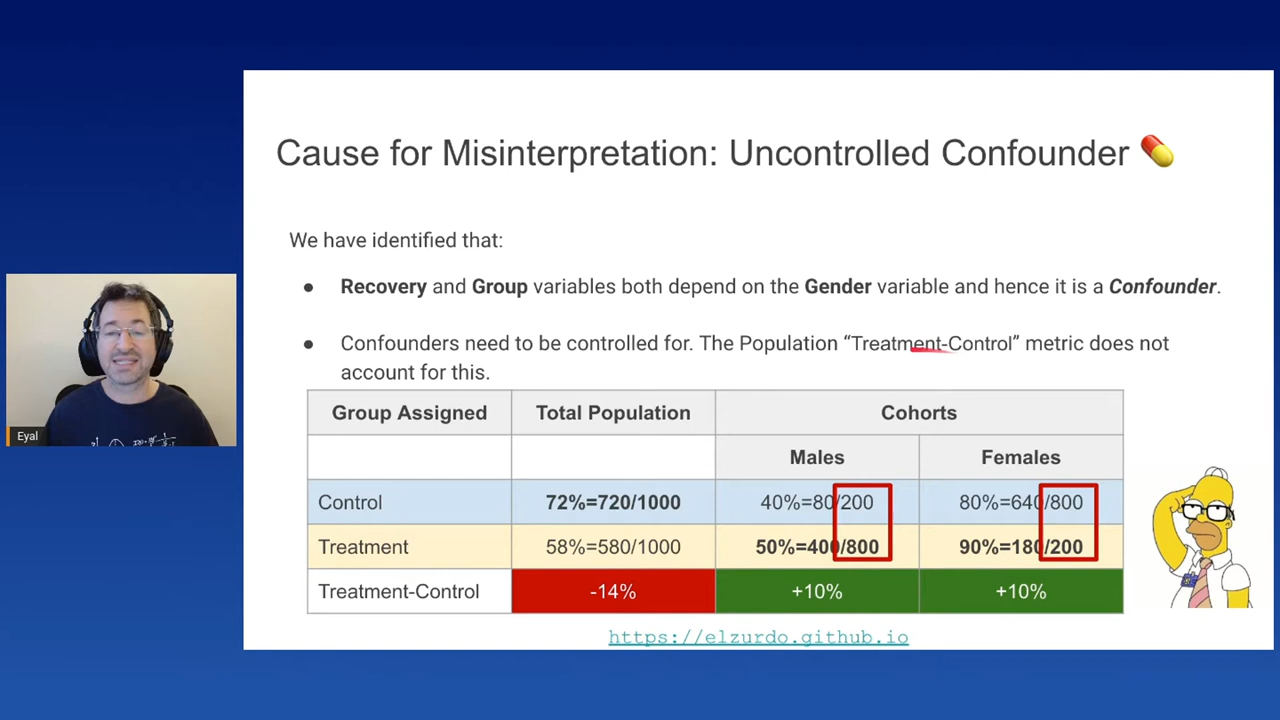 Cause for Misinterpretation: Uncontrolled Confounder
We have identified that:
● Recovery and Group variables both depend on the Gender variable and hence it is a Confounder.
● Confounders need to be controlled for. The Population “Treatment-Control” metric does not
account for this.
Group Assigned Total Population Cohorts
Males Females
Control 72%=720/1000 40%=80/200 80%=640/800
Treatment 58%=580/1000 50%=400/800 90%=180/200
Treatment-Control -14% +10% +10%
https://elzurdo.github.io
Eyal